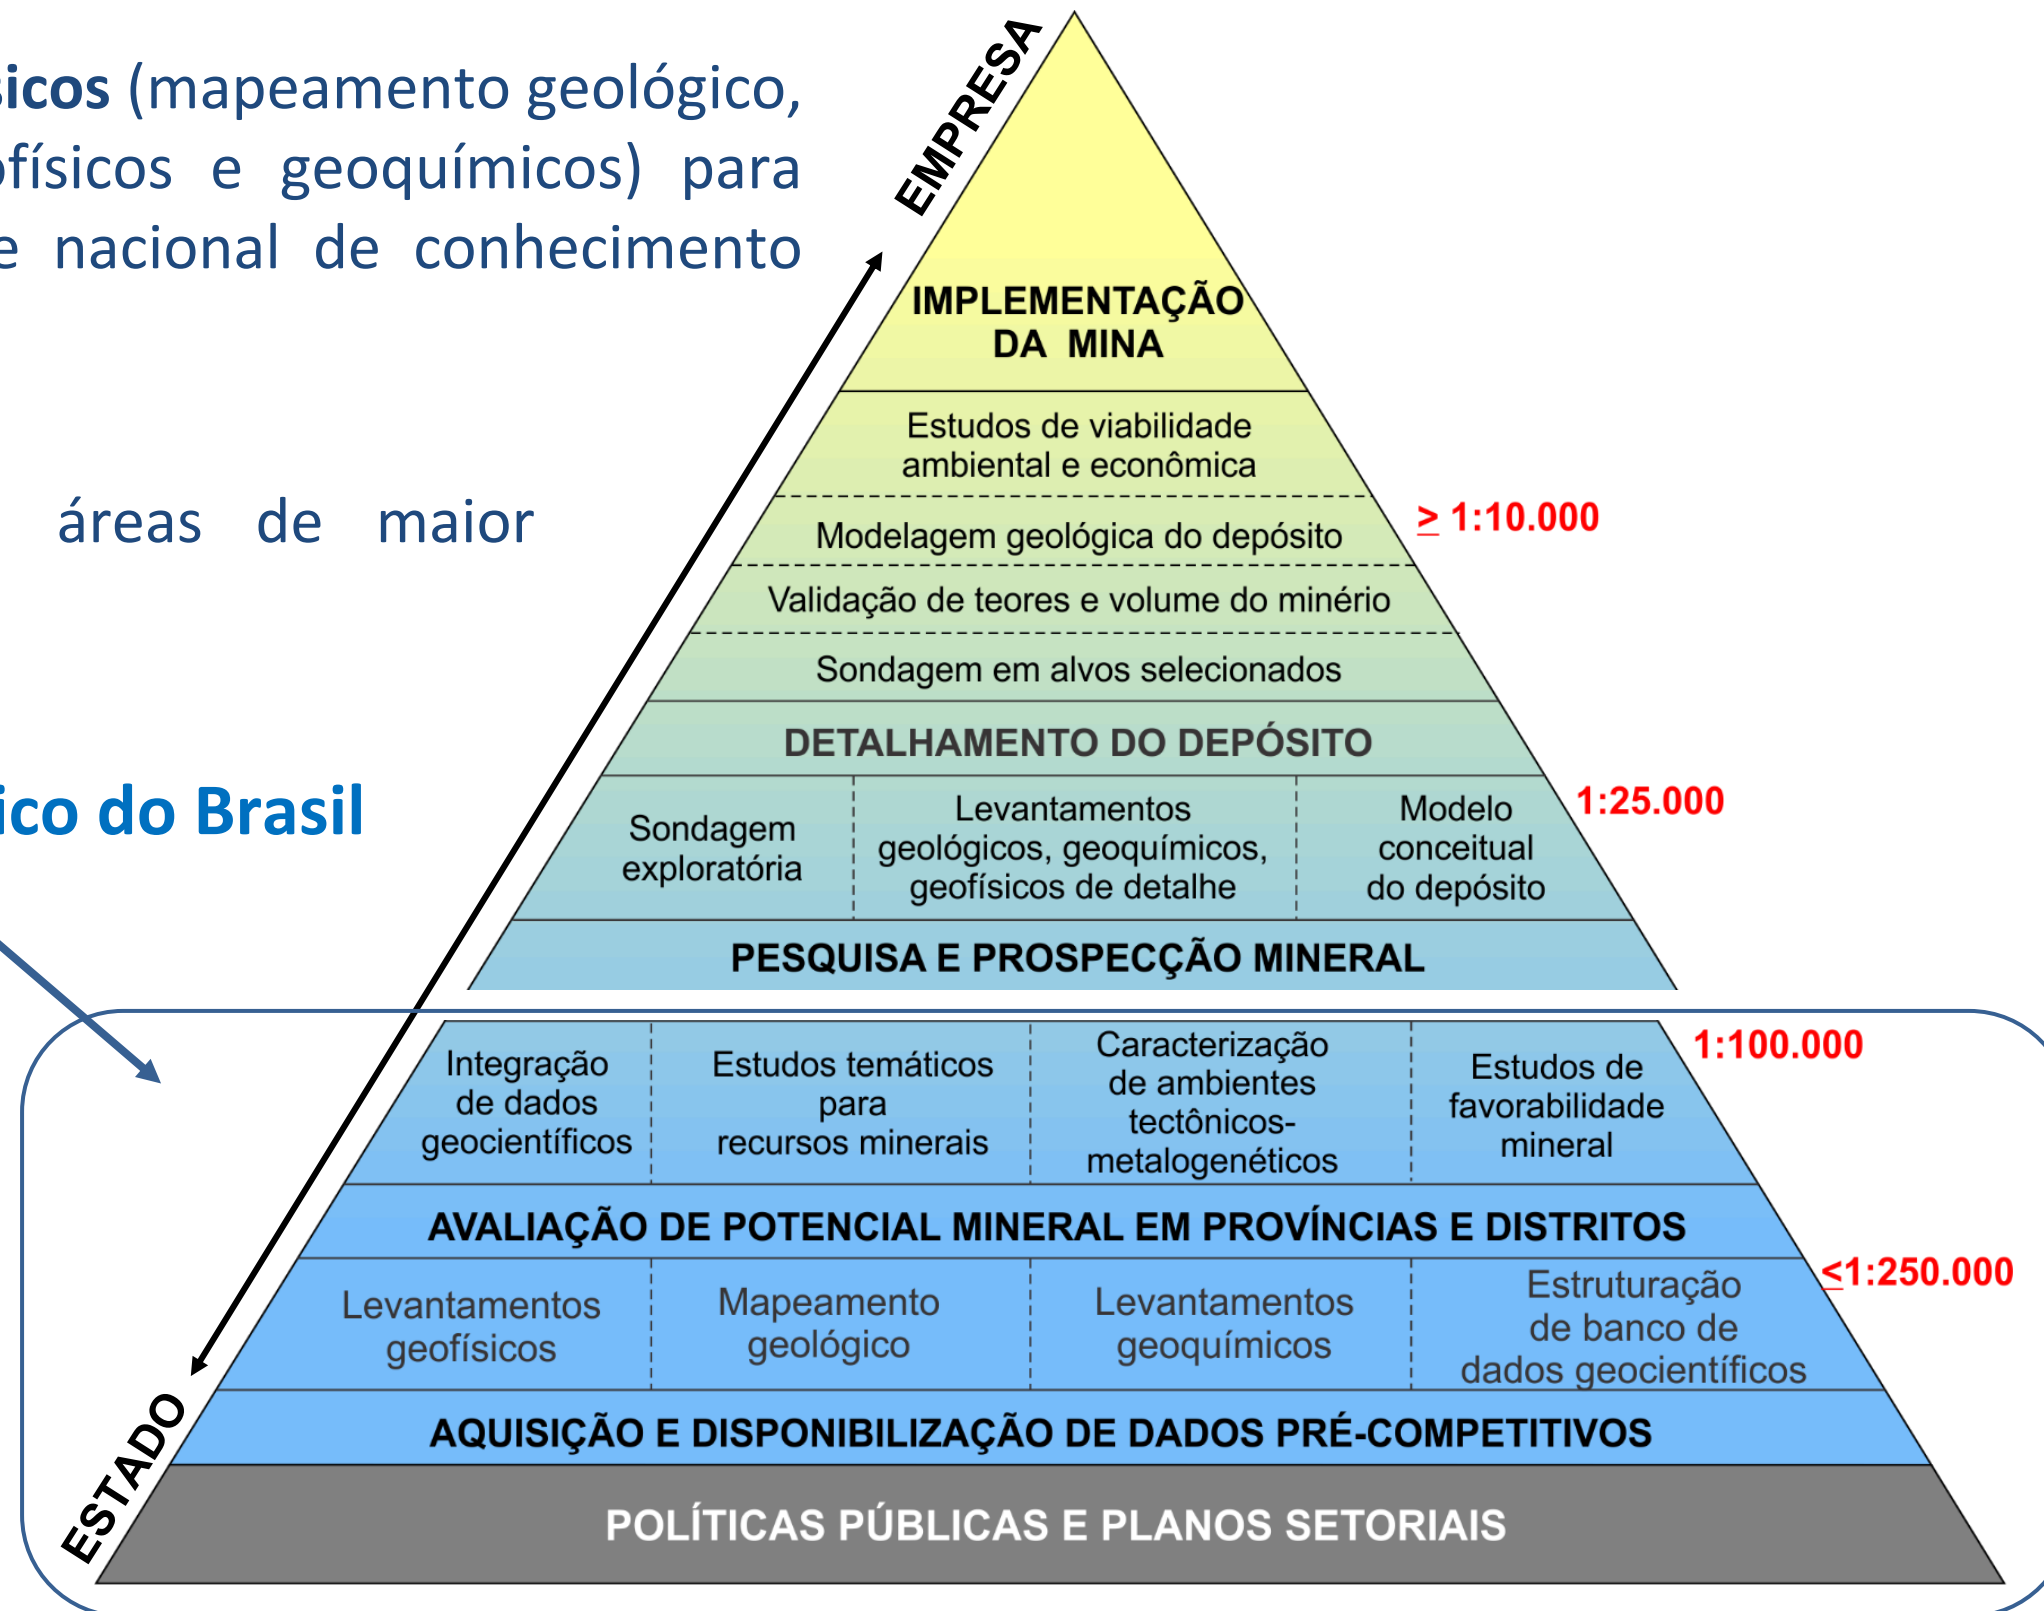 sicos (mapeamento geológico,
ofísicos e geoquímicos) para
e nacional de conhecimento
áreas de maior
ico do Brasil
EMPRESA
ESTADO
IMPLEMENTAÇÃO
DA MINA
Estudos de viabilidade
ambiental e econômica
Modelagem geológica do depósito
≥ 1:10.000
Validação de teores e volume do minério
Sondagem em alvos selecionados
DETALHAMENTO DO DEPÓSITO
1:25.000
Sondagem
exploratória
Levantamentos
geológicos, geoquímicos,
geofísicos de detalhe
Modelo
conceitual
do depósito
PESQUISA E PROSPECÇÃO MINERAL
1:100.000
Integração
de dados
geocientíficos
Estudos temáticos
para
recursos minerais
Caracterização
de ambientes
tectônicos-
metalogenéticos
Estudos de
favorabilidade
mineral
AVALIAÇÃO DE POTENCIAL MINERAL EM PROVÍNCIAS E DISTRITOS
≤1:250.000
Levantamentos
geofísicos
Mapeamento
geológico
Levantamentos
geoquímicos
Estruturação
de banco de
dados geocientíficos
AQUISIÇÃO E DISPONIBILIZAÇÃO DE DADOS PRÉ-COMPETITIVOS
POLÍTICAS PÚBLICAS E PLANOS SETORIAIS